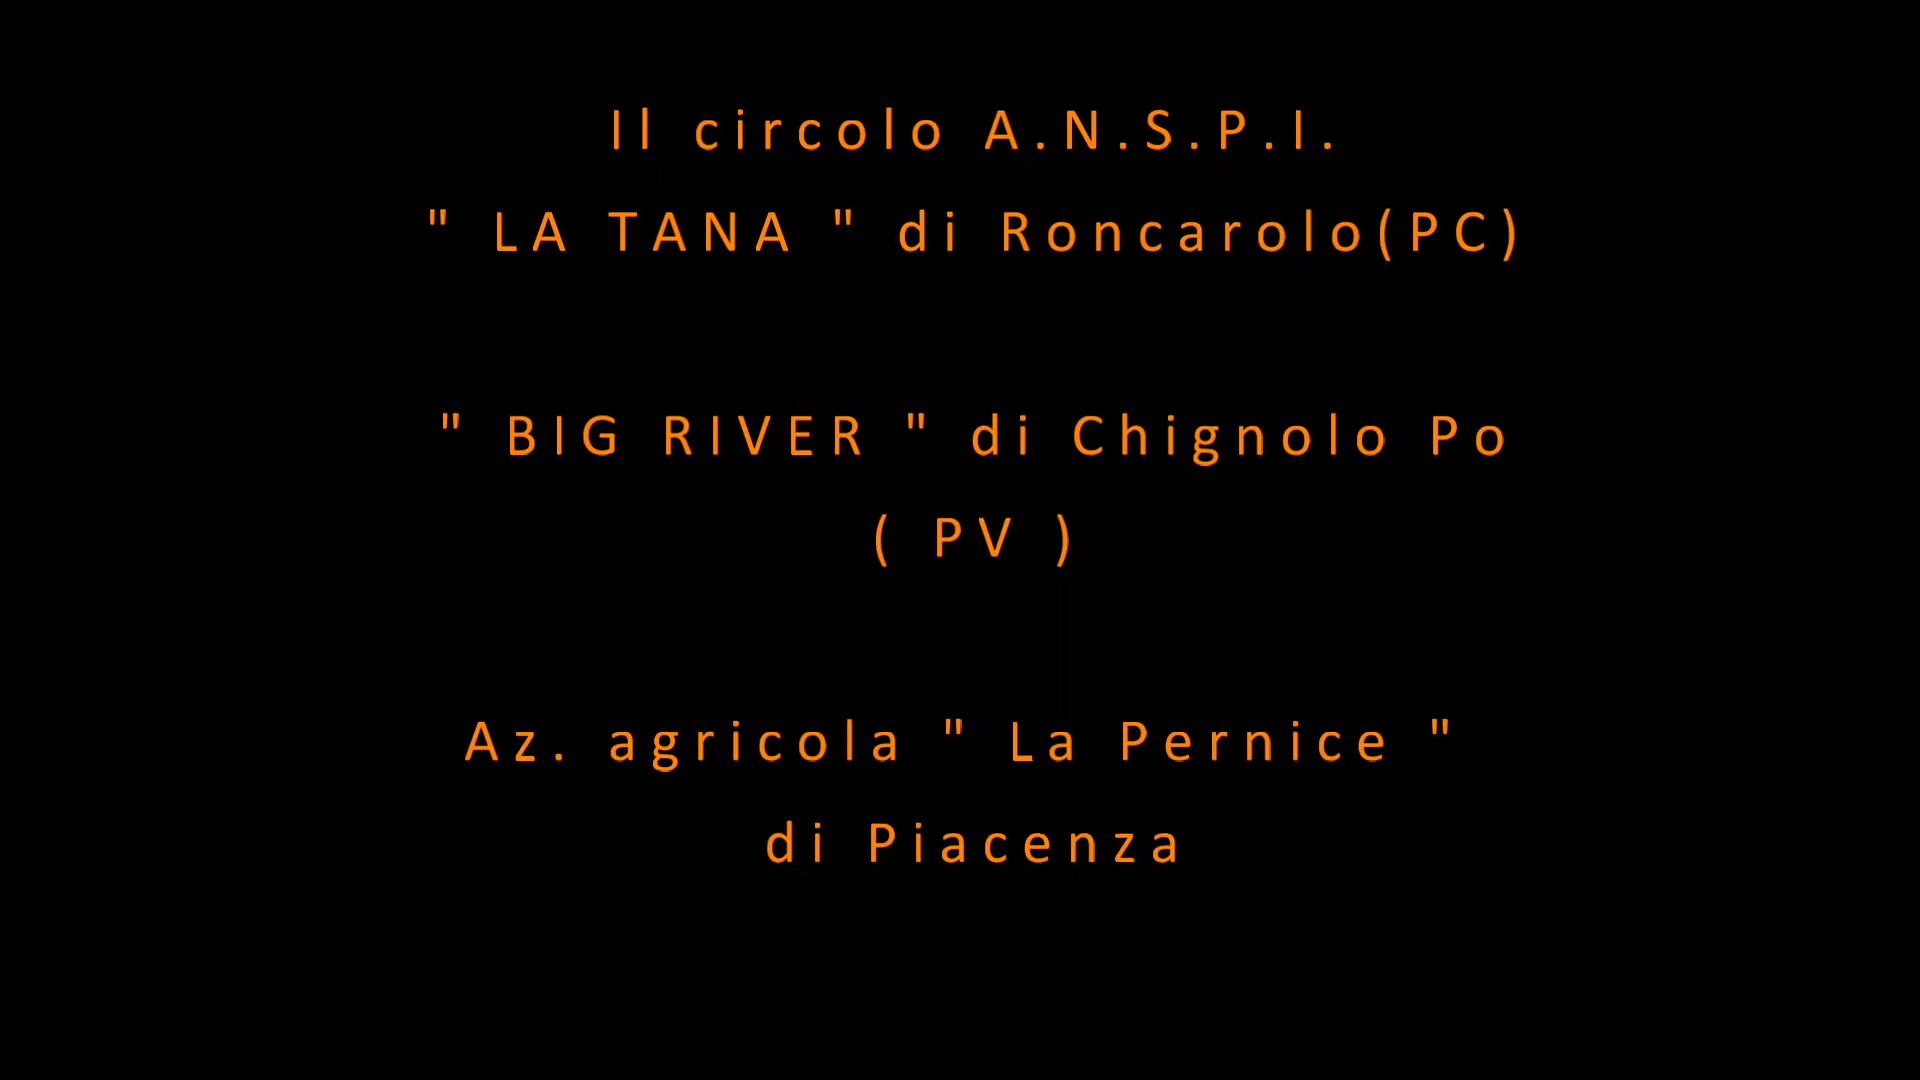 Il circolo A.N.S.P.I.
" LA TANA " di Roncarolo(PC)
" BIG RIVER " di Chignolo Po
( PV )
Az. agricola " La Pernice "
di Piacenza